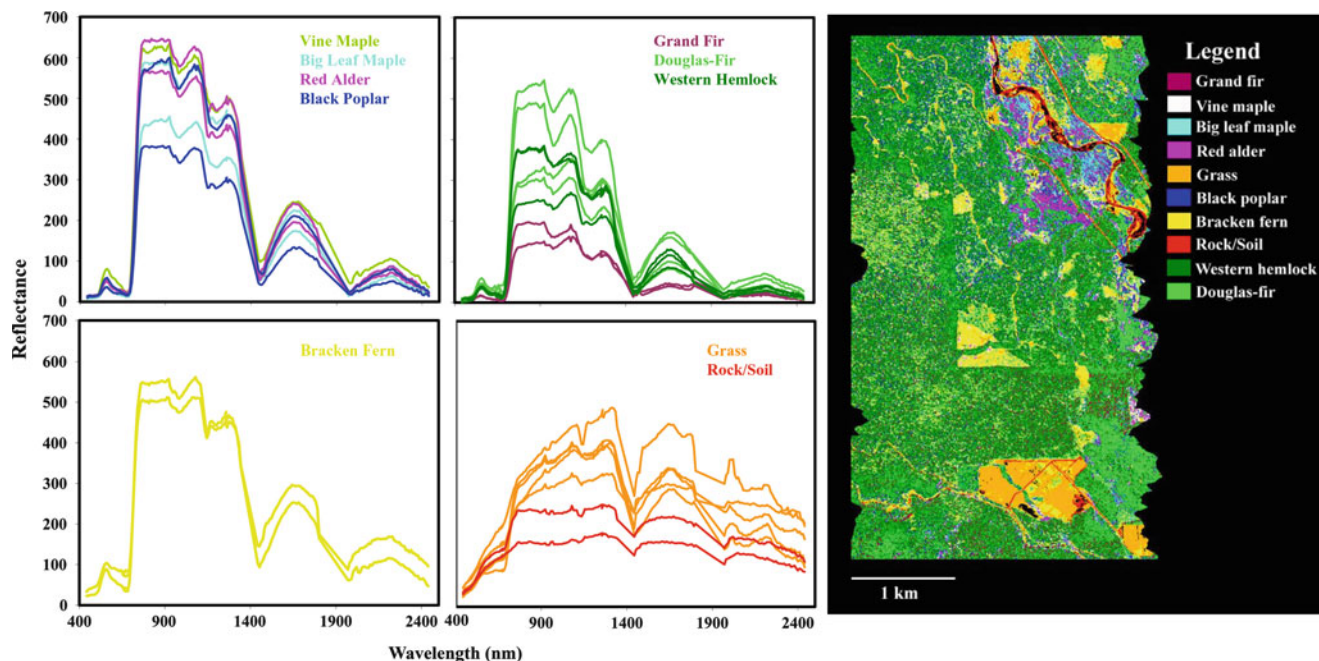 700
600
500
400
300
200
100
0
Vine Maple
Big Leaf Maple
Red Alder
Black Poplar
Grand Fir
Douglas-Fir
Western Hemlock
Reflectance
700
600
500
400
300
200
100
0
Bracken Fern
Grass
Rock/Soil
400 900 1400 1900 2400
400 900 1400 1900 2400
Wavelength (nm)
Legend
Grand fir
Vine maple
Big leaf maple
Red alder
Grass
Black poplar
Bracken fern
Rock/Soil
Western hemlock
Douglas-fir
1 km